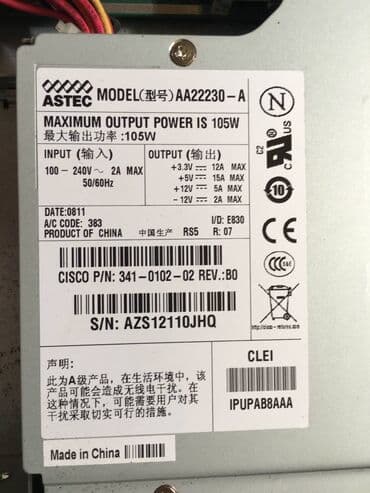 ASTEC MODEL(型号) AA22230-A
MAXIMUM OUTPUT POWER IS 105W
最大输出功率:105W
INPUT (输入)
100 - 240V～ 2A MAX
50/60Hz
OUTPUT (输出)
+3.3V ⎓ 12A MAX
+5V ⎓ 15A MAX
+12V ⎓ 5A MAX
-12V ⎓ 2A MAX
N
C2
US
10
CE
CCC
DATE:0811
A/C CODE: 383 I/D: E830
PRODUCT OF CHINA 中国生产 RS5 R: 07
CISCO P/N: 341-0102-02 REV.:B0
S/N: AZS12110JHQ
声明:
此为A级产品，在生活环境中，该
产品可能会造成无线电干扰。在
这种情况下，可能需要用户对其
干扰采取切实可行的措施。
CLEI
IPUPAB8AAA
Made in China